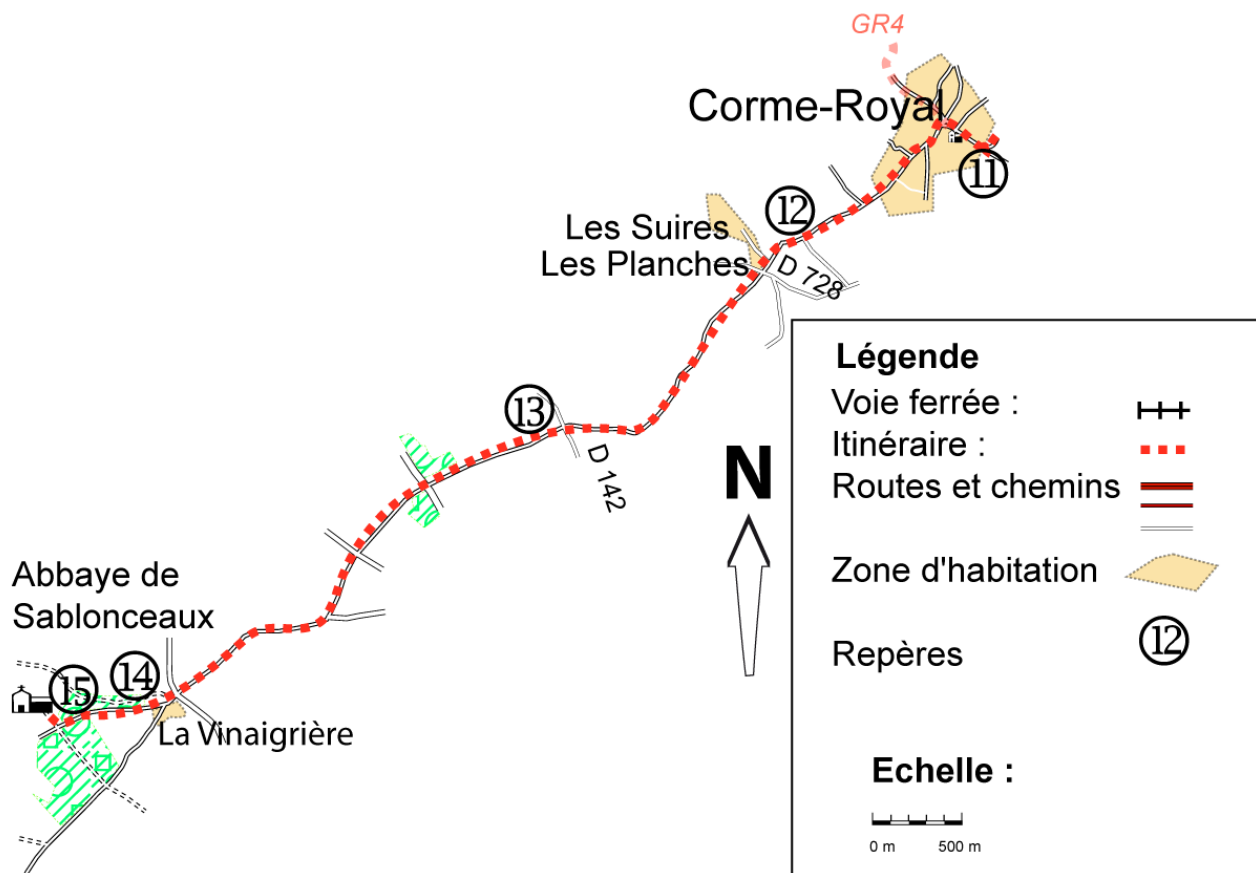 GR4
Corme-Royal
11
12
Les Suires
Les Planches
D 728
13
D 142
N
Abbaye de
Sablonceaux
14
15
La Vinaigrière
Légende
Voie ferrée :
Itinéraire :
Routes et chemins
Zone d'habitation
Repères
12
Echelle :
0 m 500 m